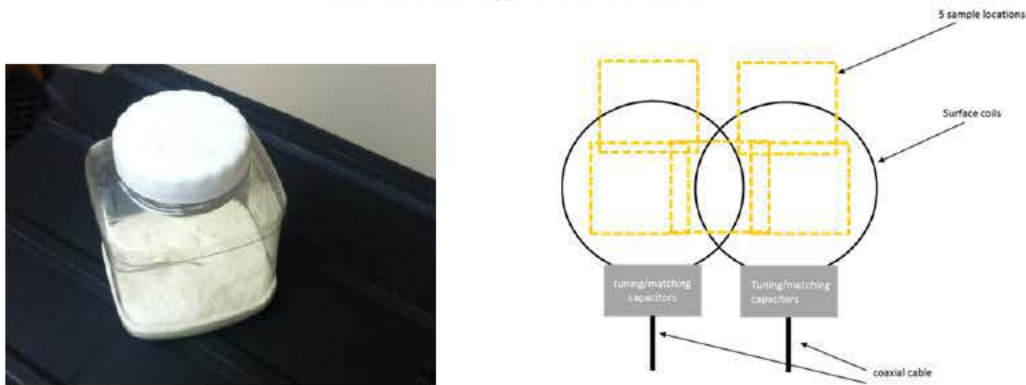 5 sample locations
Surface coils
tuning/matching
capacitors
Tuning/matching
capacitors
coaxial cable